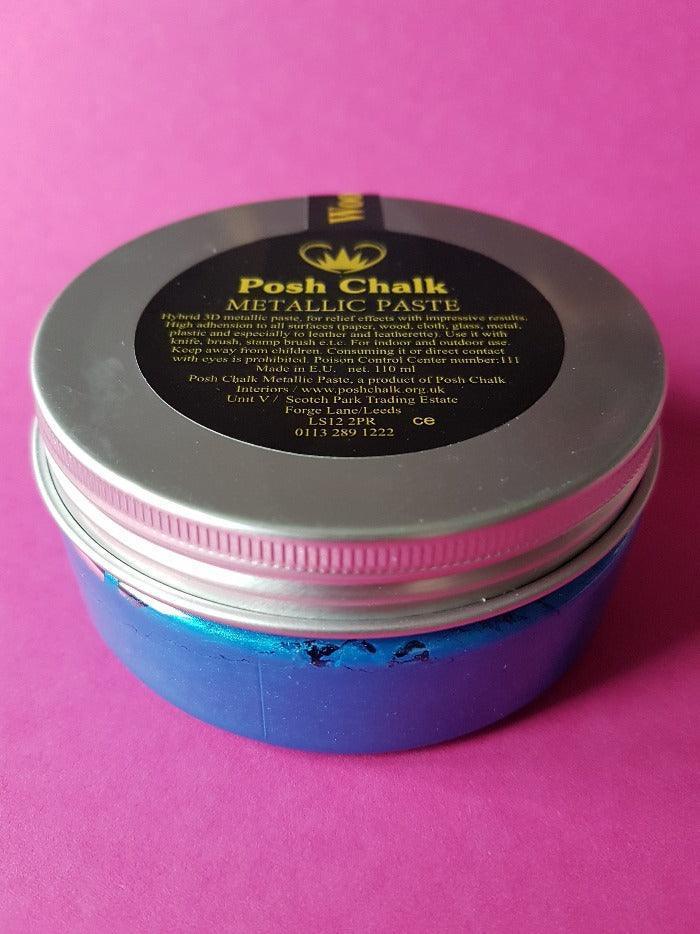 Posh Chalk
METALLIC PASTE
Hybrid 3D metallic paste, for relief effects with impressive results.
High adhension to all surfaces (paper, wood, cloth, glass, metal,
plastic and especially to leather and leatherette). Use it with
knife, brush, stamp brush e.t.c. For indoor and outdoor use.
Keep away from children. Consuming it or direct contact
with eyes is prohibited. Poison Control Center number:111
Made in E.U. net. 110 ml
Posh Chalk Metallic Paste, a product of Posh Chalk
Interiors / www.poshchalk.org.uk
Unit V / Scotch Park Trading Estate
Forge Lane/Leeds
LS12 2PR CE
0113 289 1222